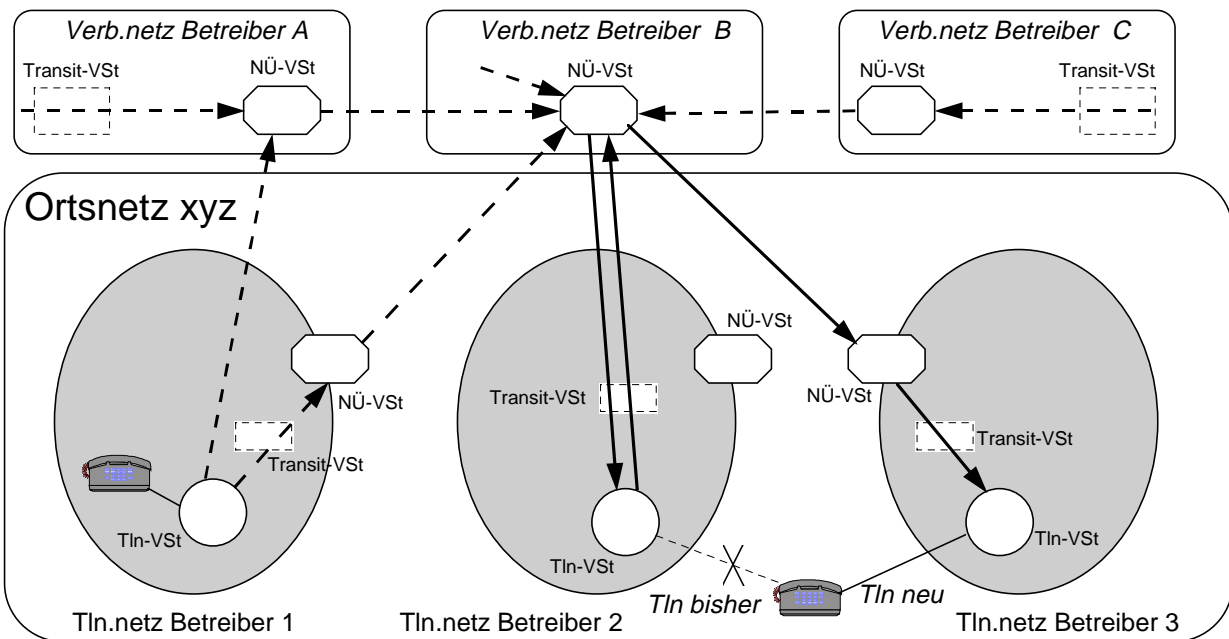 Verb.netz Betreiber A
Verb.netz Betreiber B
Verb.netz Betreiber C
Transit-VSt
NÜ-VSt
NÜ-VSt
NÜ-VSt
Transit-VSt
Ortsnetz xyz
NÜ-VSt
NÜ-VSt
Transit-VSt
NÜ-VSt
Transit-VSt
Transit-VSt
Tln-VSt
Tln-VSt
Tln-VSt
Tln bisher
Tln neu
Tln.netz Betreiber 1
Tln.netz Betreiber 2
Tln.netz Betreiber 3